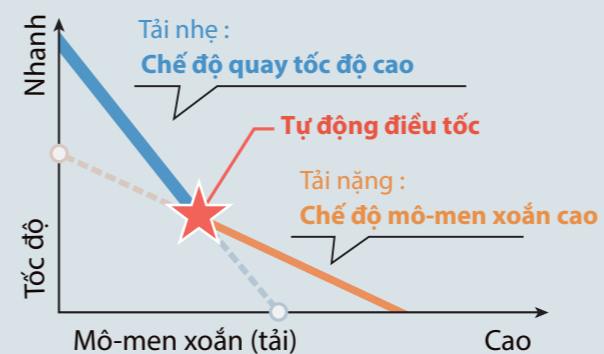 Tải nhẹ :
Chế độ quay tốc độ cao
Tự động điều tốc
Tải nặng :
Chế độ mô-men xoắn cao
Nhanh
Tốc độ
Mô-men xoắn (tải)
Cao